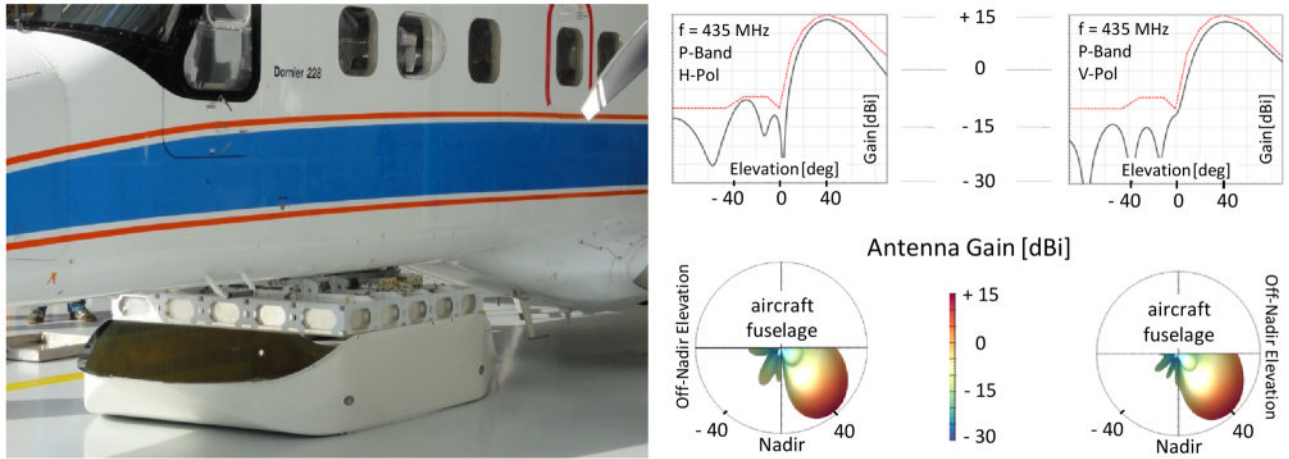 Dornier 228
f = 435 MHz
P-Band
H-Pol
Gain [dBi]
Elevation [deg]
- 40
0
40
+ 15
0
- 15
- 30
f = 435 MHz
P-Band
V-Pol
Gain [dBi]
Elevation [deg]
- 40
0
40
Antenna Gain [dBi]
Off-Nadir Elevation
aircraft
fuselage
- 40
40
Nadir
+ 15
0
- 15
- 30
aircraft
fuselage
Off-Nadir Elevation
- 40
40
Nadir